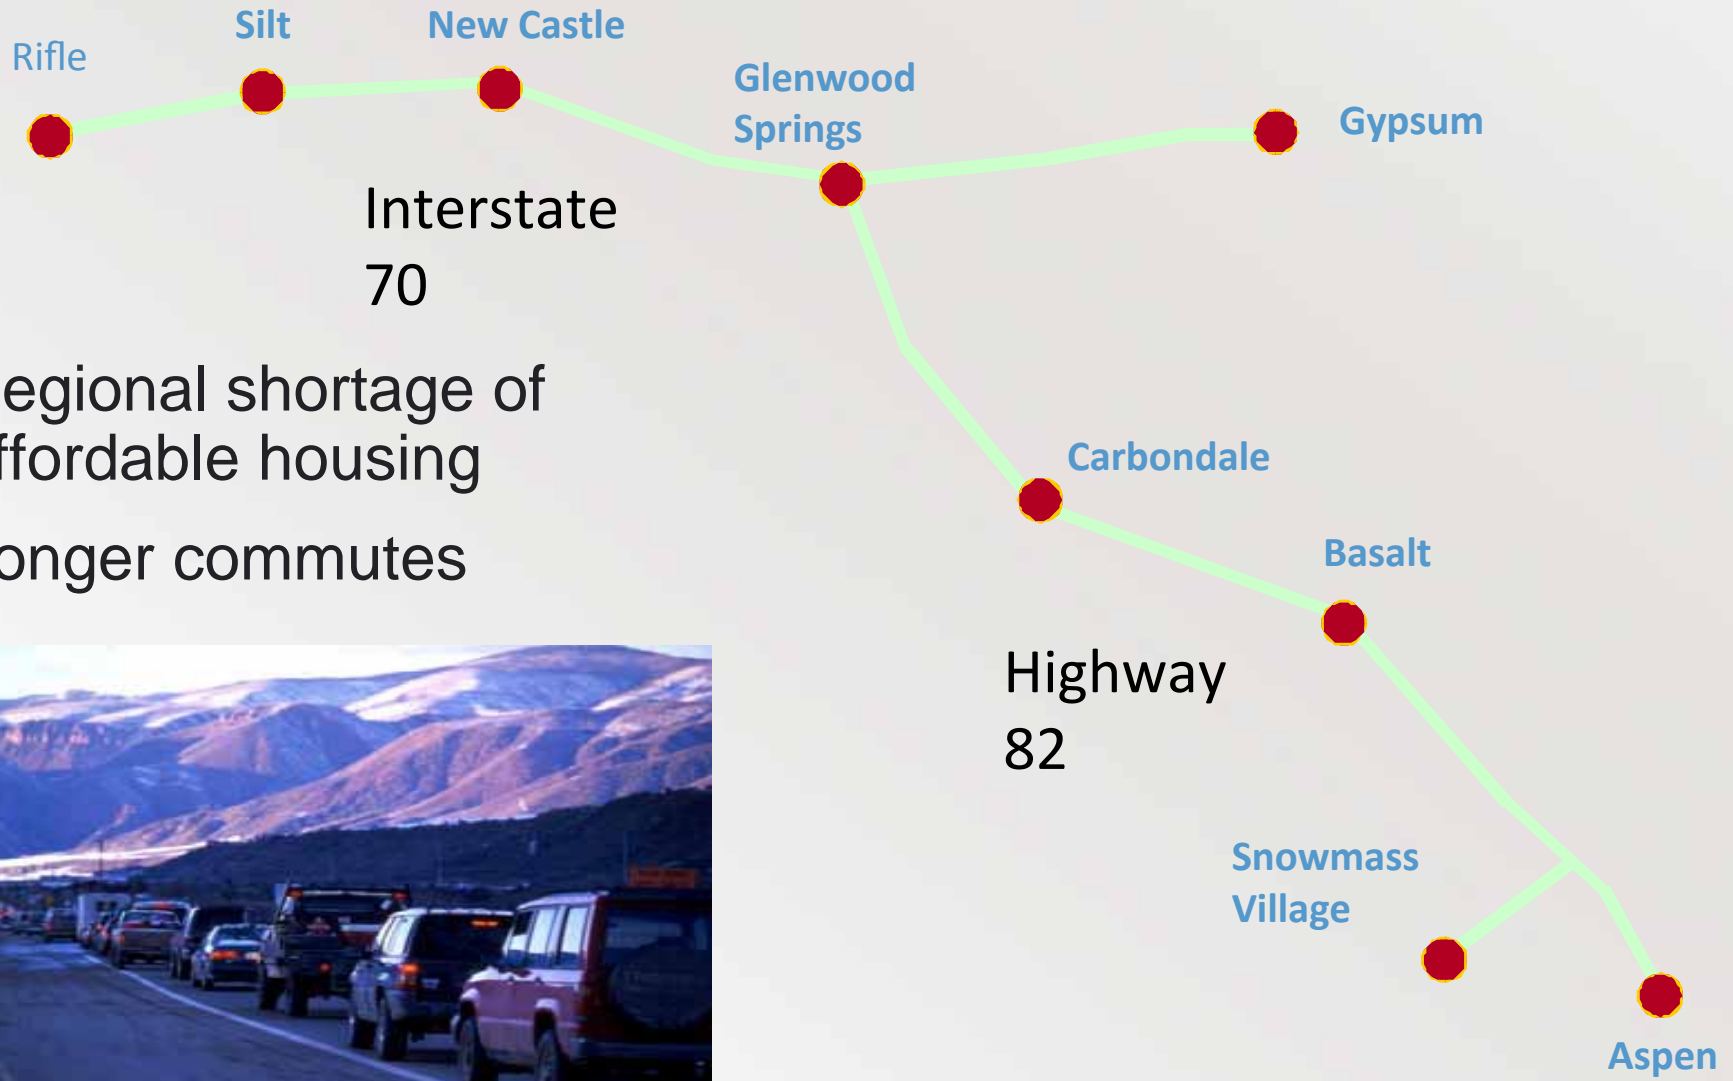 Silt
New Castle
Rifle
Glenwood
Springs
Gypsum
Interstate
70
egional shortage of
ffordable housing
onger commutes
Carbondale
Basalt
Highway
82
Snowmass
Village
Aspen